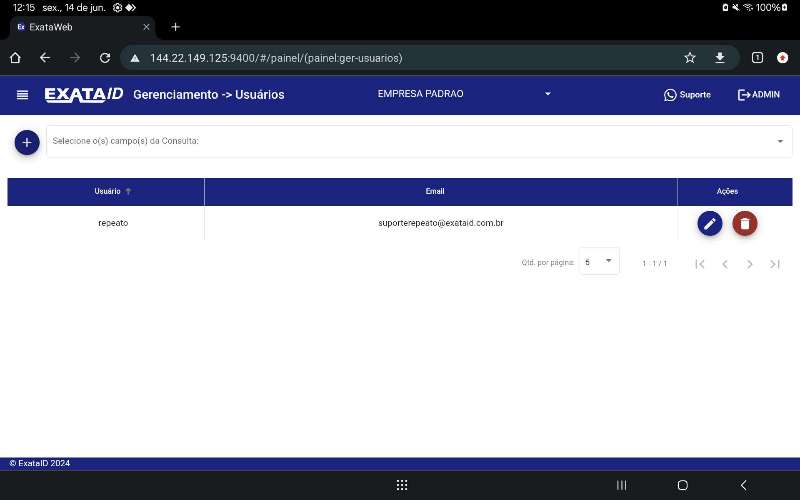 12:15 sex., 14 de jun. 100%
Ex ExataWeb
144.22.149.125:9400/#/painel/(painel:ger-usuarios) 1
EXATAID Gerenciamento -> Usuários EMPRESA PADRAO Suporte ADMIN
+ Selecione o(s) campo(s) da Consulta:
Usuário Email Ações
repeato suporterepeato@exataid.com.br
Qtd. por página: 5 1 - 1 / 1
© ExataID 2024